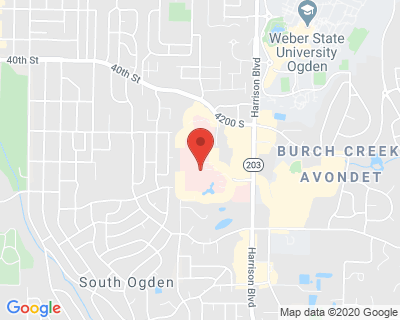 Weber State
University
Ogden
40th St
40th St
4200 S
Harrison Blvd
BURCH CREEK
203
AVONDET
South Ogden
Harrison Blvd
Google
Map data ©2020 Google